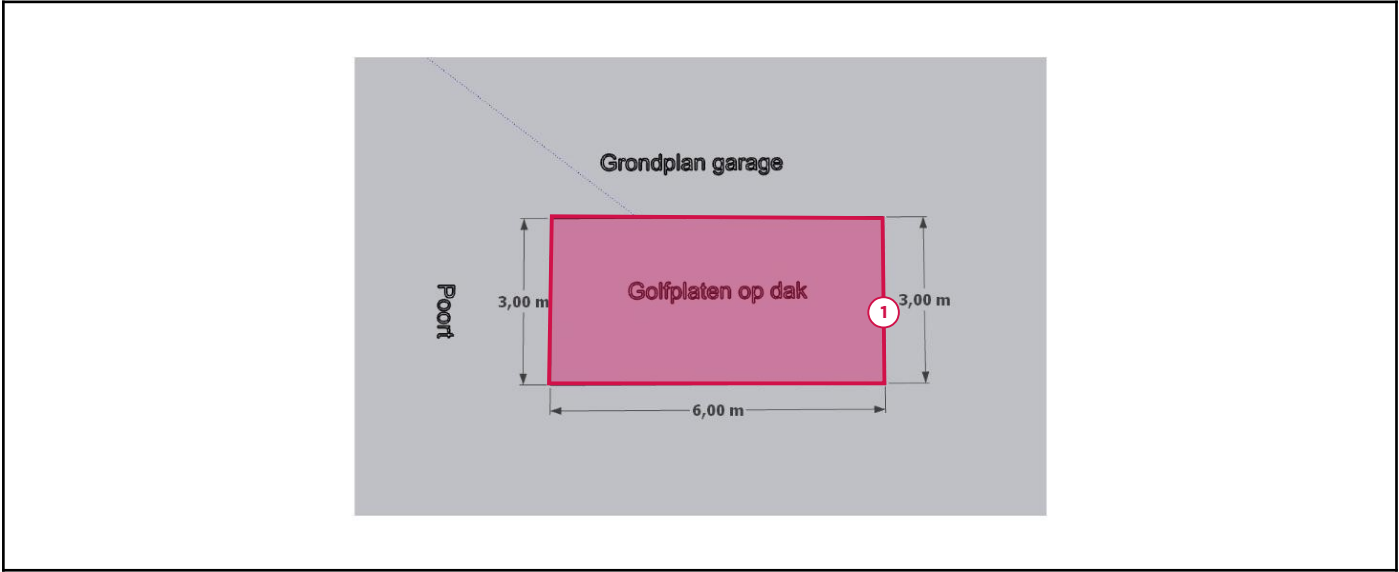 Grondplan garage
Poort
3,00 m
Golfplaten op dak
1
3,00 m
6,00 m